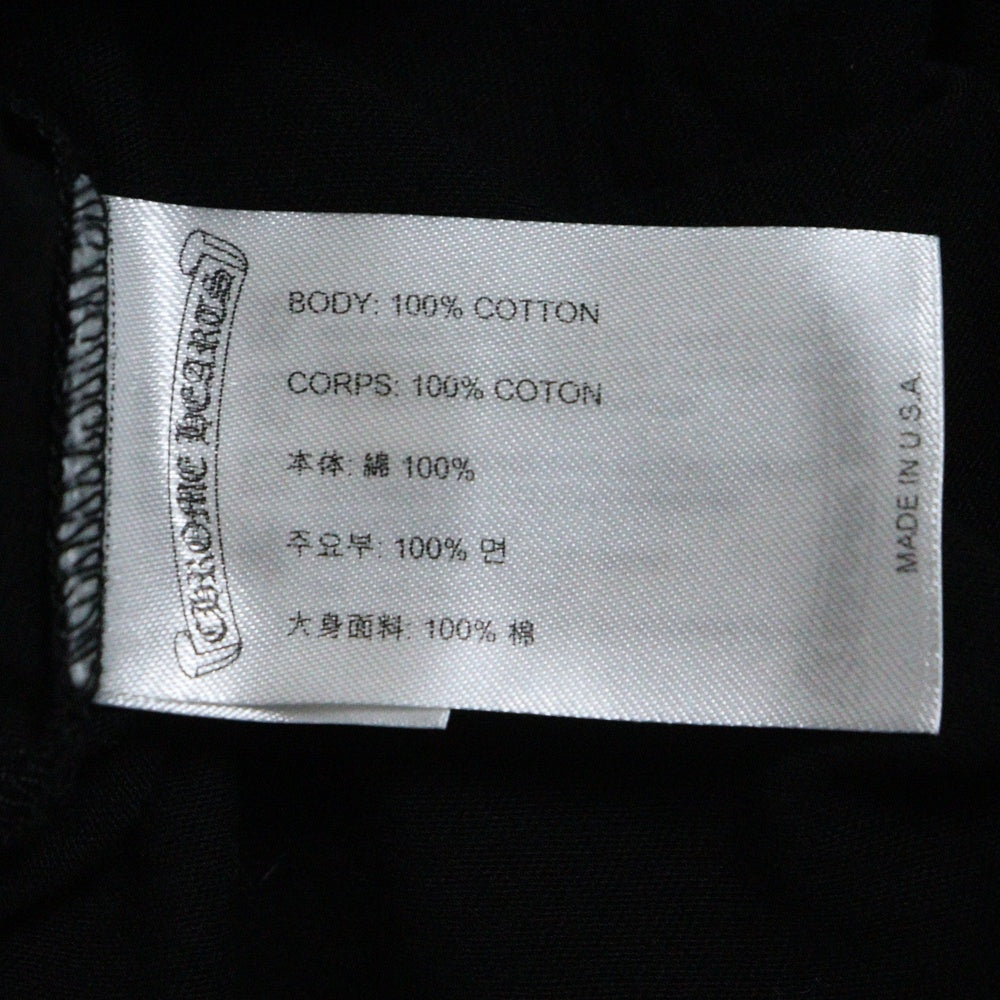 CHROME HEARTS
BODY: 100% COTTON
CORPS: 100% COTON
本体: 綿 100%
주요부: 100% 면
大身面料: 100% 棉
MADE IN U.S.A